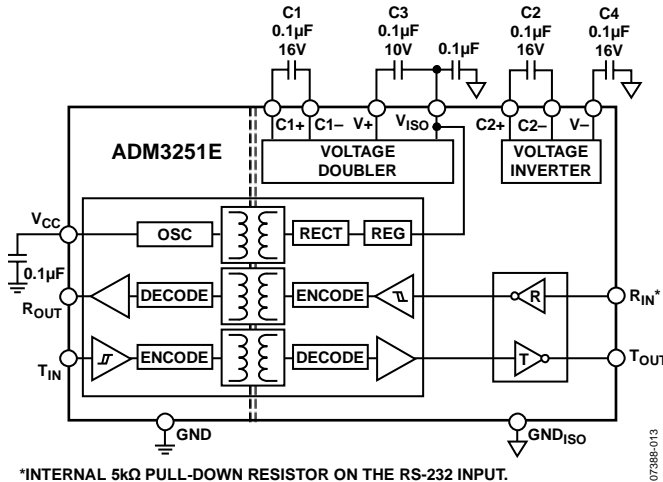 C1
0.1µF
16V
C3
0.1µF
10V
0.1µF
C2
0.1µF
16V
C4
0.1µF
16V
C1+
C1–
V+
VISO
C2+
C2–
V–
ADM3251E
VOLTAGE
DOUBLER
VOLTAGE
INVERTER
VCC
0.1µF
OSC
RECT
REG
ROUT
DECODE
ENCODE
R
RIN*
TIN
ENCODE
DECODE
T
TOUT
GND
GNDISO
*INTERNAL 5kΩ PULL-DOWN RESISTOR ON THE RS-232 INPUT.
07388-013